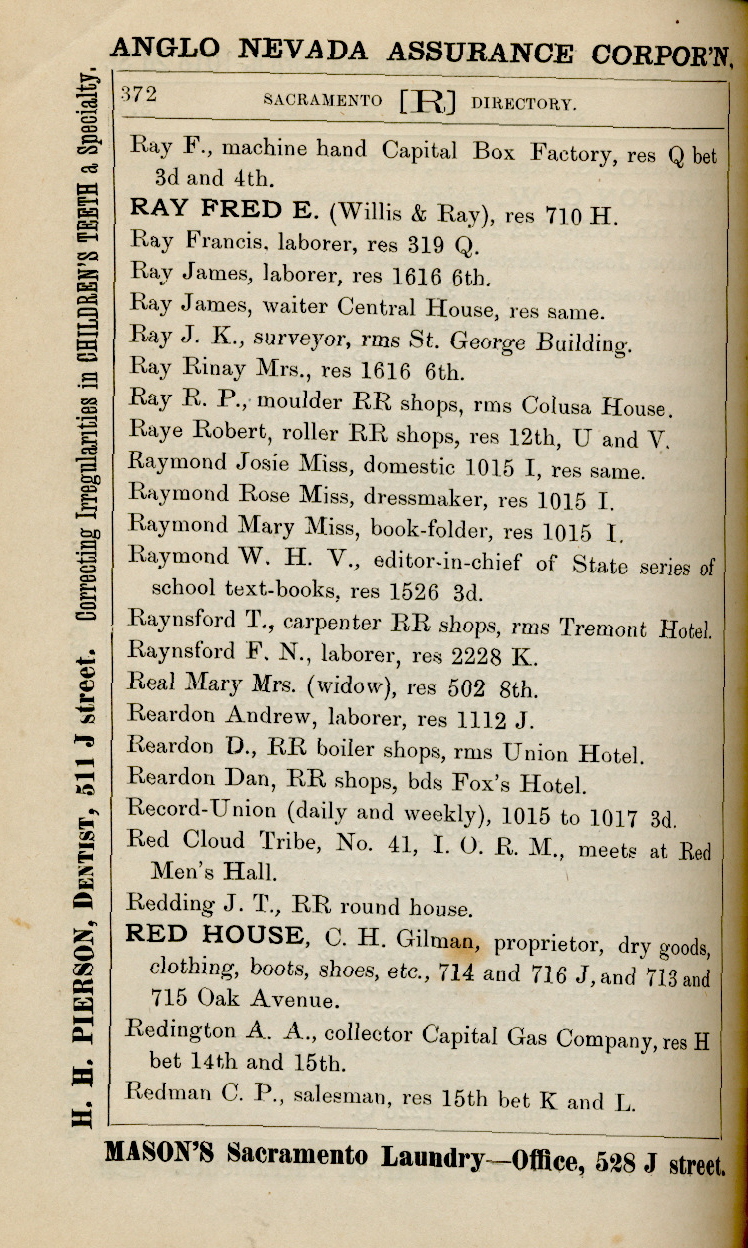 ANGLO NEVADA ASSURANCE CORPOR'N.
372 SACRAMENTO [R] DIRECTORY.
Ray F., machine hand Capital Box Factory, res Q bet
3d and 4th.
RAY FRED E. (Willis & Ray), res 710 H.
Ray Francis, laborer, res 319 Q.
Ray James, laborer, res 1616 6th.
Ray James, waiter Central House, res same.
Ray J. K., surveyor, rms St. George Building.
Ray Rinay Mrs., res 1616 6th.
Ray R. P., moulder RR shops, rms Colusa House.
Raye Robert, roller RR shops, res 12th, U and V.
Raymond Josie Miss, domestic 1015 I, res same.
Raymond Rose Miss, dressmaker, res 1015 I.
Raymond Mary Miss, book-folder, res 1015 I.
Raymond W. H. V., editor-in-chief of State series of
school text-books, res 1526 3d.
Raynsford T., carpenter RR shops, rms Tremont Hotel.
Raynsford F. N., laborer, res 2228 K.
Real Mary Mrs. (widow), res 502 8th.
Reardon Andrew, laborer, res 1112 J.
Reardon D., RR boiler shops, rms Union Hotel.
Reardon Dan, RR shops, bds Fox's Hotel.
Record-Union (daily and weekly), 1015 to 1017 3d.
Red Cloud Tribe, No. 41, I. O. R. M., meets at Red
Men's Hall.
Redding J. T., RR round house.
RED HOUSE, C. H. Gilman, proprietor, dry goods,
clothing, boots, shoes, etc., 714 and 716 J, and 713 and
715 Oak Avenue.
Redington A. A., collector Capital Gas Company, res H
bet 14th and 15th.
Redman C. P., salesman, res 15th bet K and L.
MASON'S Sacramento Laundry—Office, 528 J street.
H. H. PIERSON, DENTIST, 511 J street. Correcting Irregularities in CHILDREN'S TEETH a Specialty.